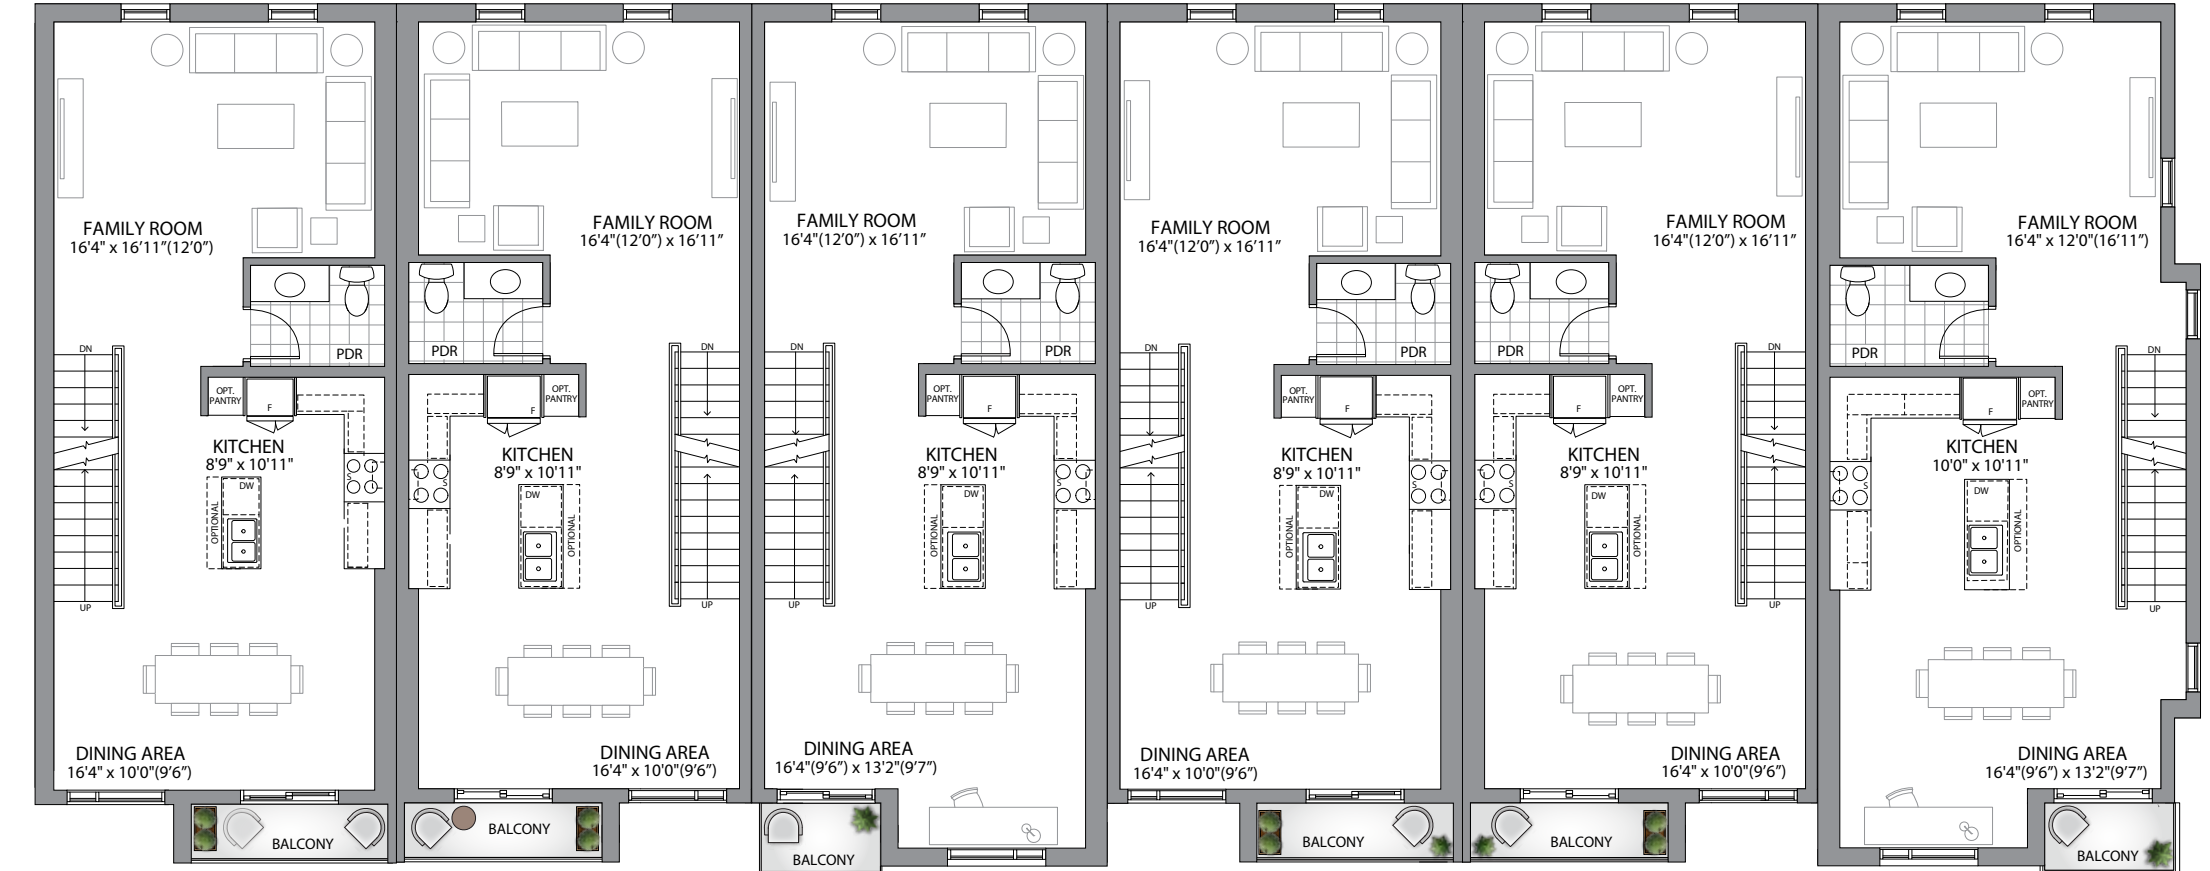 FAMILY ROOM
16'4" x 16'11"(12'0")
PDR
DN
OPT.
PANTRY
F
KITCHEN
8'9" x 10'11"
S
DW
OPTIONAL
UP
DINING AREA
16'4" x 10'0"(9'6")
BALCONY
FAMILY ROOM
16'4"(12'0") x 16'11"
PDR
DN
OPT.
PANTRY
F
KITCHEN
8'9" x 10'11"
S
DW
OPTIONAL
UP
DINING AREA
16'4" x 10'0"(9'6")
BALCONY
FAMILY ROOM
16'4"(12'0") x 16'11"
PDR
DN
OPT.
PANTRY
F
KITCHEN
8'9" x 10'11"
S
DW
OPTIONAL
UP
DINING AREA
16'4"(9'6") x 13'2"(9'7")
BALCONY
FAMILY ROOM
16'4"(12'0") x 16'11"
PDR
DN
OPT.
PANTRY
F
KITCHEN
8'9" x 10'11"
S
DW
OPTIONAL
UP
DINING AREA
16'4" x 10'0"(9'6")
BALCONY
FAMILY ROOM
16'4"(12'0") x 16'11"
PDR
DN
OPT.
PANTRY
F
KITCHEN
8'9" x 10'11"
S
DW
OPTIONAL
UP
DINING AREA
16'4" x 10'0"(9'6")
BALCONY
FAMILY ROOM
16'4" x 12'0"(16'11")
PDR
DN
OPT.
PANTRY
F
KITCHEN
10'0" x 10'11"
S
DW
OPTIONAL
UP
DINING AREA
16'4"(9'6") x 13'2"(9'7")
BALCONY